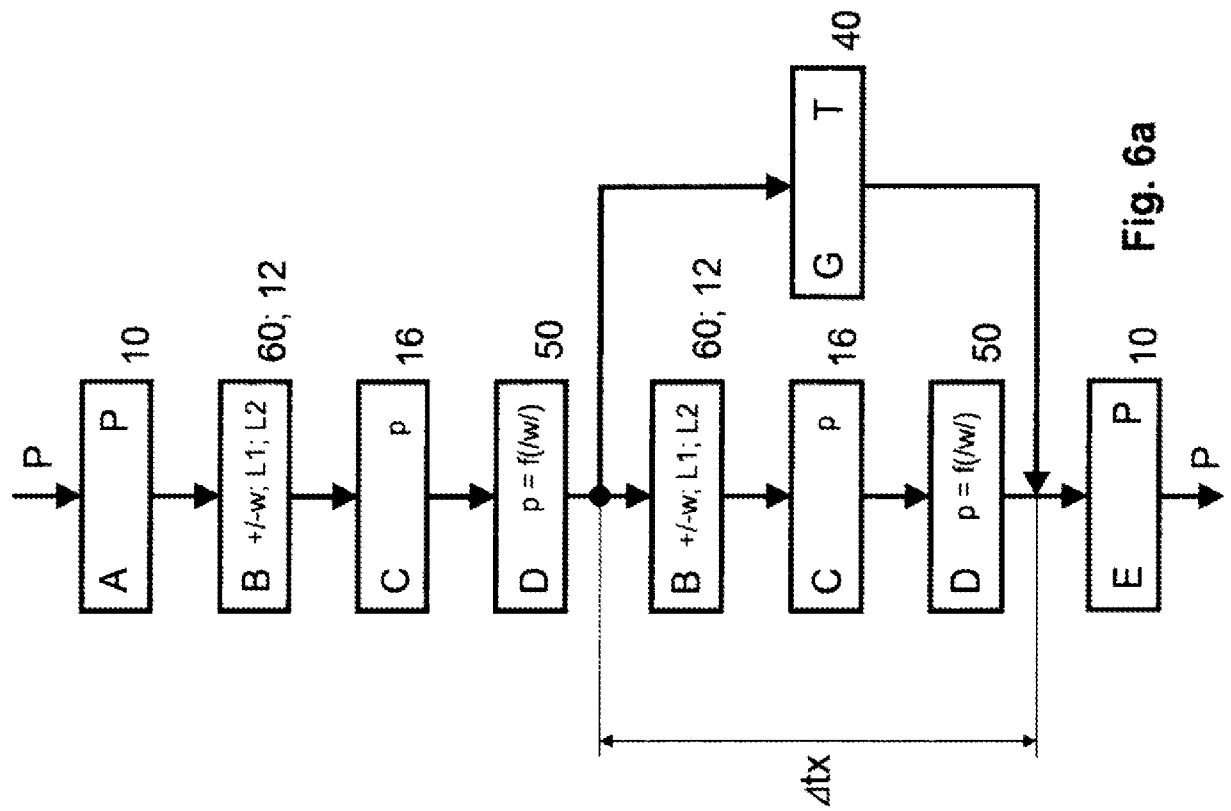 P
A P 10
B +/-w; L1; L2 60; 12
C p 16
D p = f(/w/) 50
B +/-w; L1; L2 60; 12
C p 16
D p = f(/w/) 50
G T 40
Δtx
E P 10
P
Fig. 6a